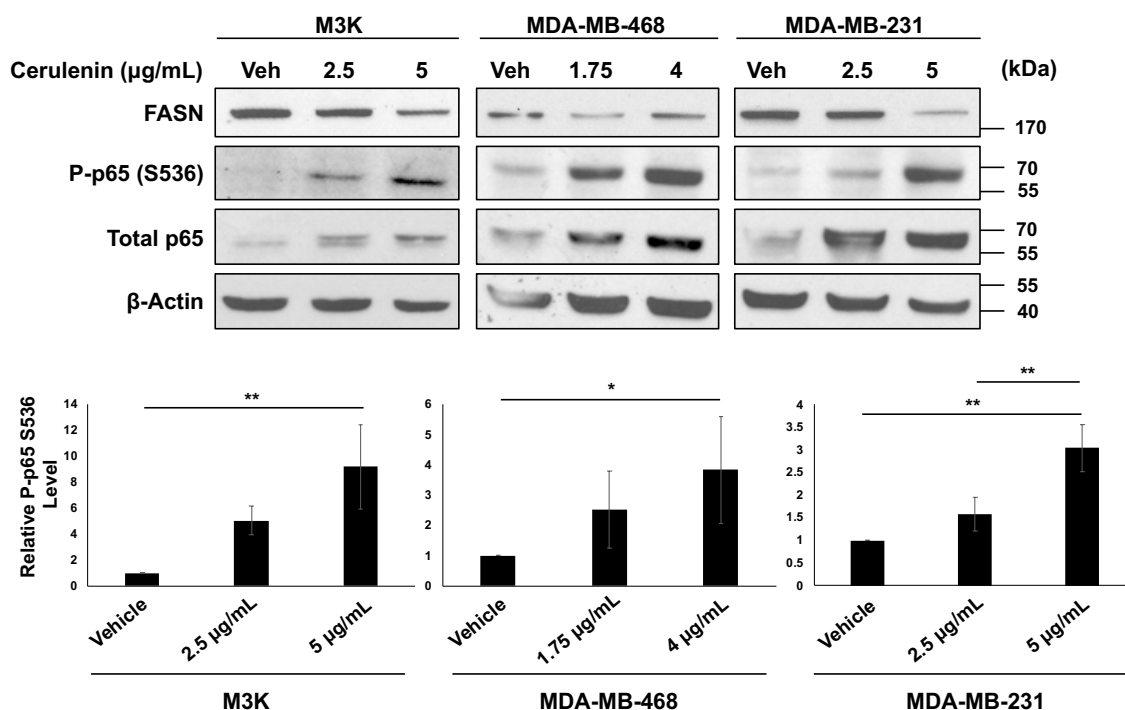 M3K MDA-MB-468 MDA-MB-231
Cerulenin (µg/mL) Veh 2.5 5 Veh 1.75 4 Veh 2.5 5 (kDa)
FASN
170
P-p65 (S536) 70
55
Total p65 70
55
β-Actin 55
40
** * ** **
Relative P-p65 S536
Level
14
12
10
8
6
4
2
0
Vehicle 2.5 µg/mL 5 µg/mL
M3K
6
5
4
3
2
1
0
Vehicle 1.75 µg/mL 4 µg/mL
MDA-MB-468
4
3.5
3
2.5
2
1.5
1
0.5
0
Vehicle 2.5 µg/mL 5 µg/mL
MDA-MB-231